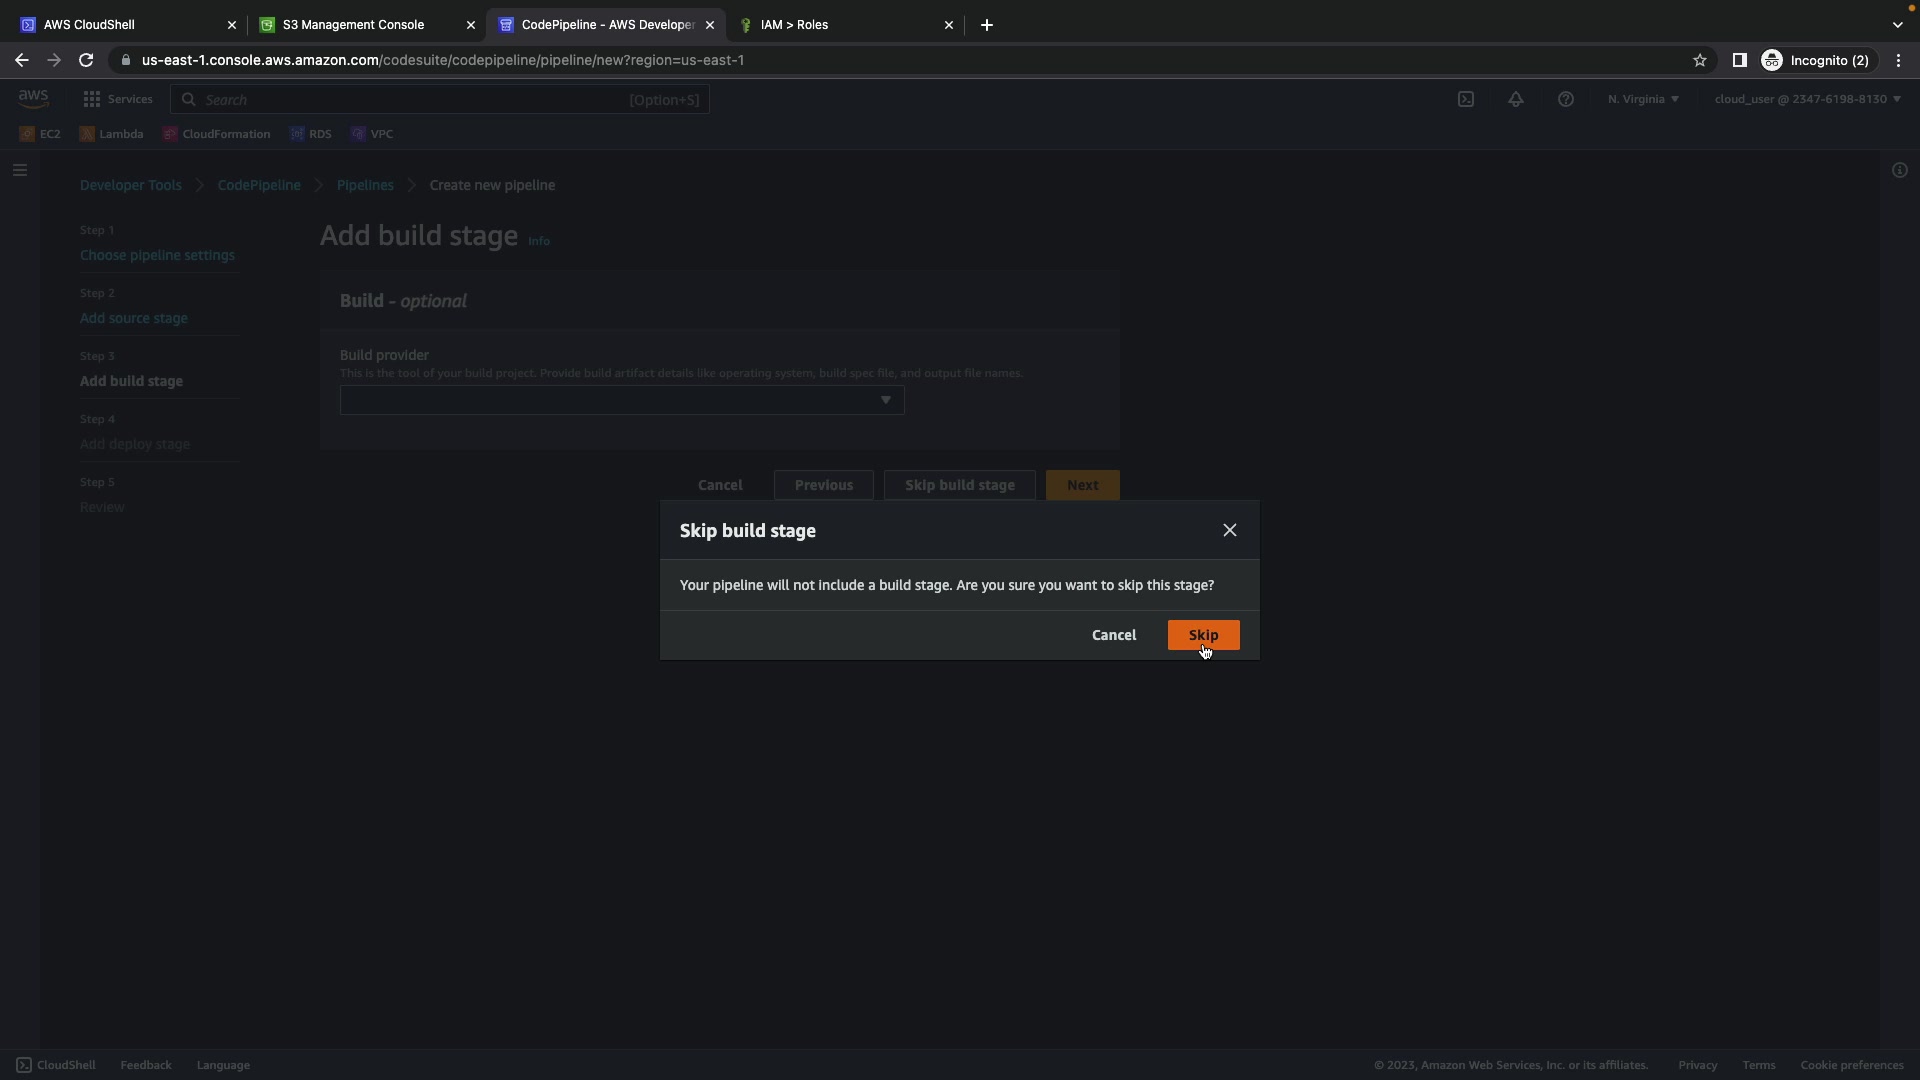 AWS CloudShell
S3 Management Console
CodePipeline - AWS Developer
IAM > Roles
us-east-1.console.aws.amazon.com/codesuite/codepipeline/pipeline/new?region=us-east-1
Incognito (2)
aws
Services
Search
[Option+S]
N. Virginia
cloud_user @ 2347-6198-8130
EC2
Lambda
CloudFormation
RDS
VPC
Developer Tools
CodePipeline
Pipelines
Create new pipeline
Step 1
Choose pipeline settings
Step 2
Add source stage
Step 3
Add build stage
Step 4
Add deploy stage
Step 5
Review
Add build stage Info
Build - optional
Build provider
This is the tool of your build project. Provide build artifact details like operating system, build spec file, and output file names.
Cancel
Previous
Skip build stage
Next
Skip build stage
Your pipeline will not include a build stage. Are you sure you want to skip this stage?
Cancel
Skip
CloudShell
Feedback
Language
© 2023, Amazon Web Services, Inc. or its affiliates.
Privacy
Terms
Cookie preferences